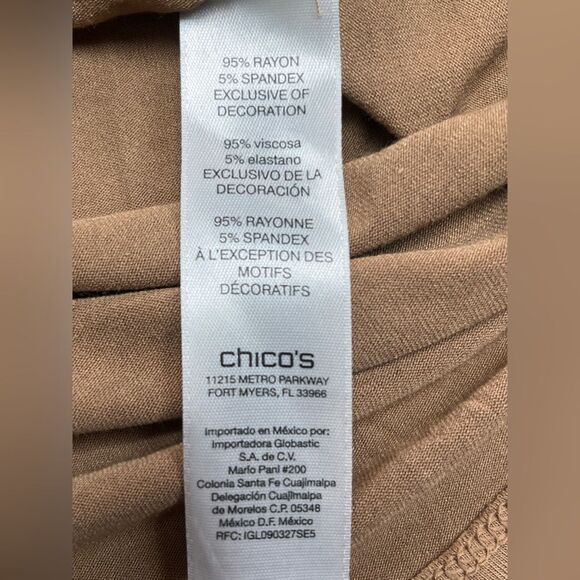 95% RAYON
5% SPANDEX
EXCLUSIVE OF
DECORATION
95% viscosa
5% elastano
EXCLUSIVO DE LA
DECORACIÓN
95% RAYONNE
5% SPANDEX
À L'EXCEPTION DES
MOTIFS
DÉCORATIFS
chico's
11215 METRO PARKWAY
FORT MYERS, FL 33966
Importado en México por:
Importadora Globastic
S.A. de C.V.
Mario Pani #200
Colonia Santa Fe Cuajimalpa
Delegación Cuajimalpa
de Morelos C.P. 05348
México D.F. México
RFC: IGL090327SE5